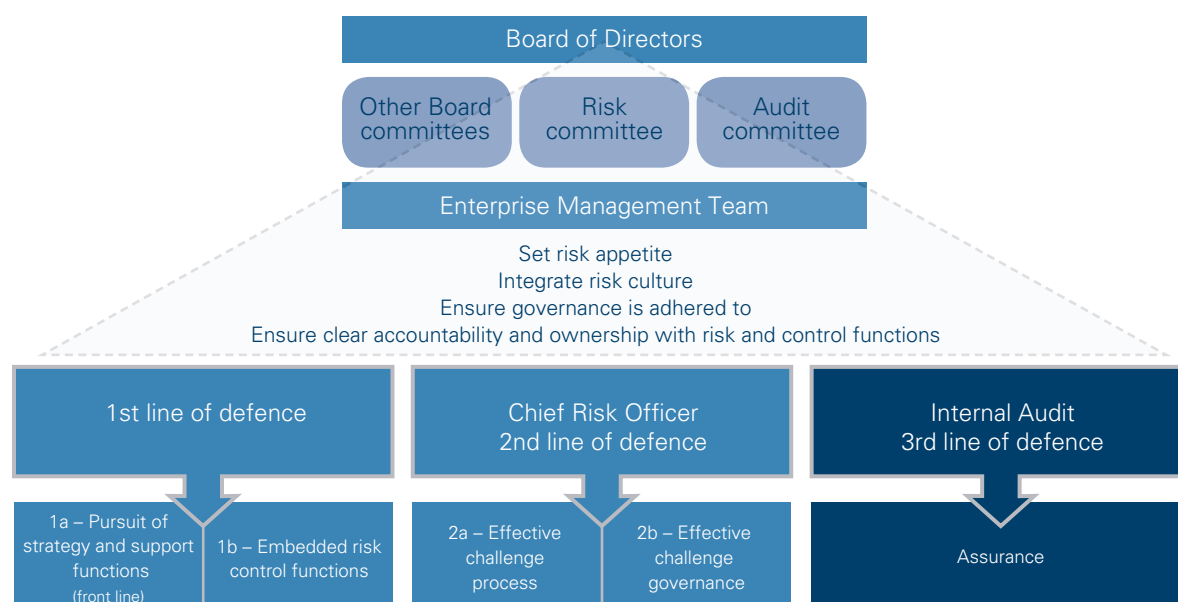 Board of Directors
Other Board
committees
Risk
committee
Audit
committee
Enterprise Management Team
Set risk appetite
Integrate risk culture
Ensure governance is adhered to
Ensure clear accountability and ownership with risk and control functions
1st line of defence
Chief Risk Officer
2nd line of defence
Internal Audit
3rd line of defence
1a – Pursuit of
strategy and support
functions
(front line)
1b – Embedded risk
control functions
2a – Effective
challenge
process
2b – Effective
challenge
governance
Assurance